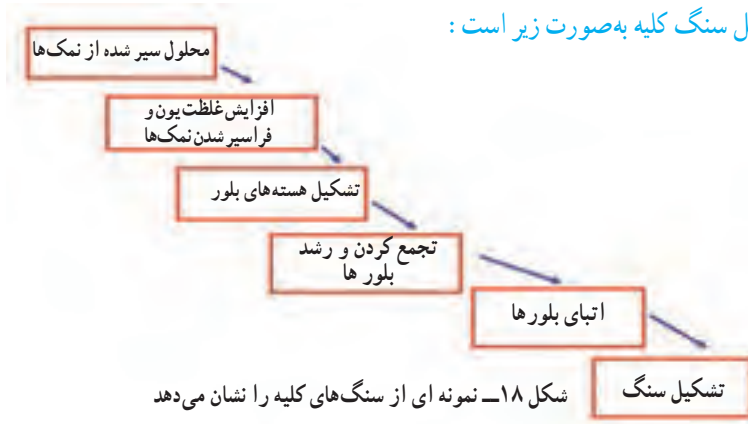 ل سنگ کلیه به‌صورت زیر است :
محلول سیر شده از نمک‌ها
افزایش غلظت یون و
فراسیر شدن نمک‌ها
تشکیل هسته‌های بلور
تجمع کردن و رشد
بلور ها
اتبای بلورها
تشکیل سنگ
شکل ۱۸ــ نمونه ای از سنگ‌های کلیه را نشان می‌دهد